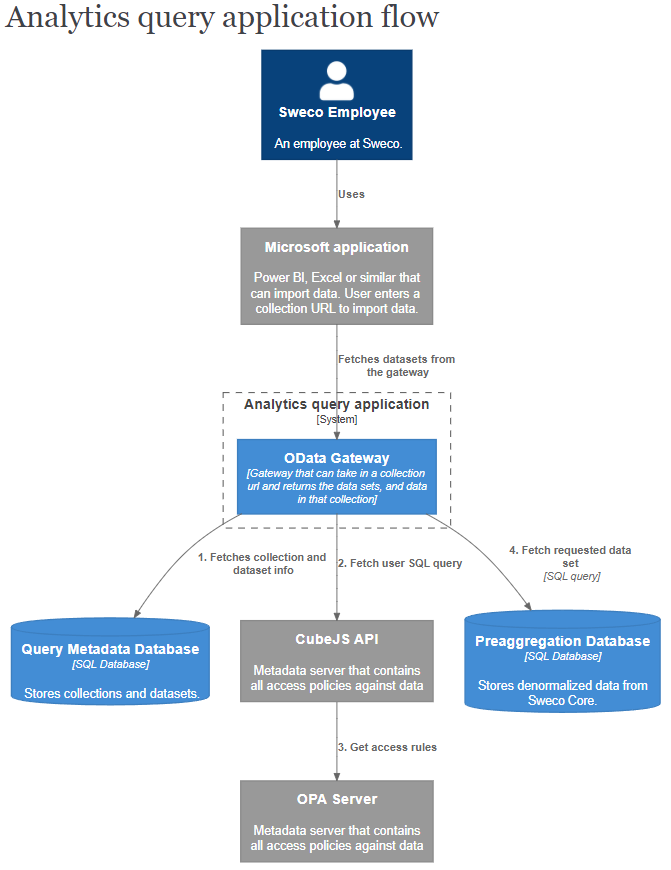 Analytics query application flow
Sweco Employee
An employee at Sweco.
Uses
Microsoft application
Power BI, Excel or similar that
can import data. User enters a
collection URL to import data.
Fetches datasets from
the gateway
Analytics query application
[System]
OData Gateway
[Gateway that can take in a collection
url and returns the data sets, and data
in that collection]
1. Fetches collection and
dataset info
2. Fetch user SQL query
4. Fetch requested data
set
[SQL query]
Query Metadata Database
[SQL Database]
Stores collections and datasets.
CubeJS API
Metadata server that contains
all access policies against data
Preaggregation Database
[SQL Database]
Stores denormalized data from
Sweco Core.
3. Get access rules
OPA Server
Metadata server that contains
all access policies against data